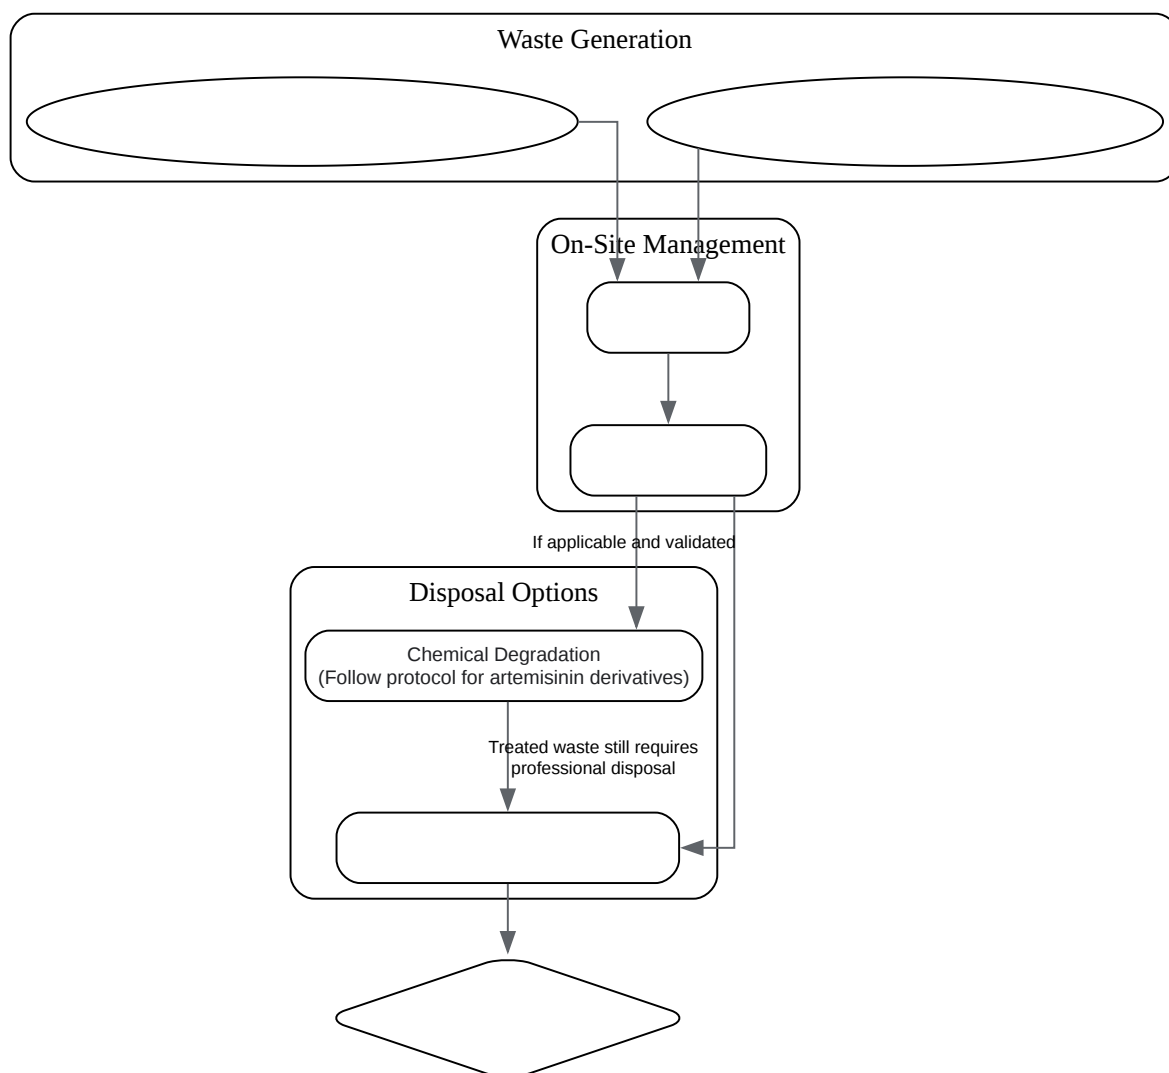 Waste Generation
On-Site Management
If applicable and validated
Disposal Options
Chemical Degradation
(Follow protocol for artemisinin derivatives)
Treated waste still requires
professional disposal